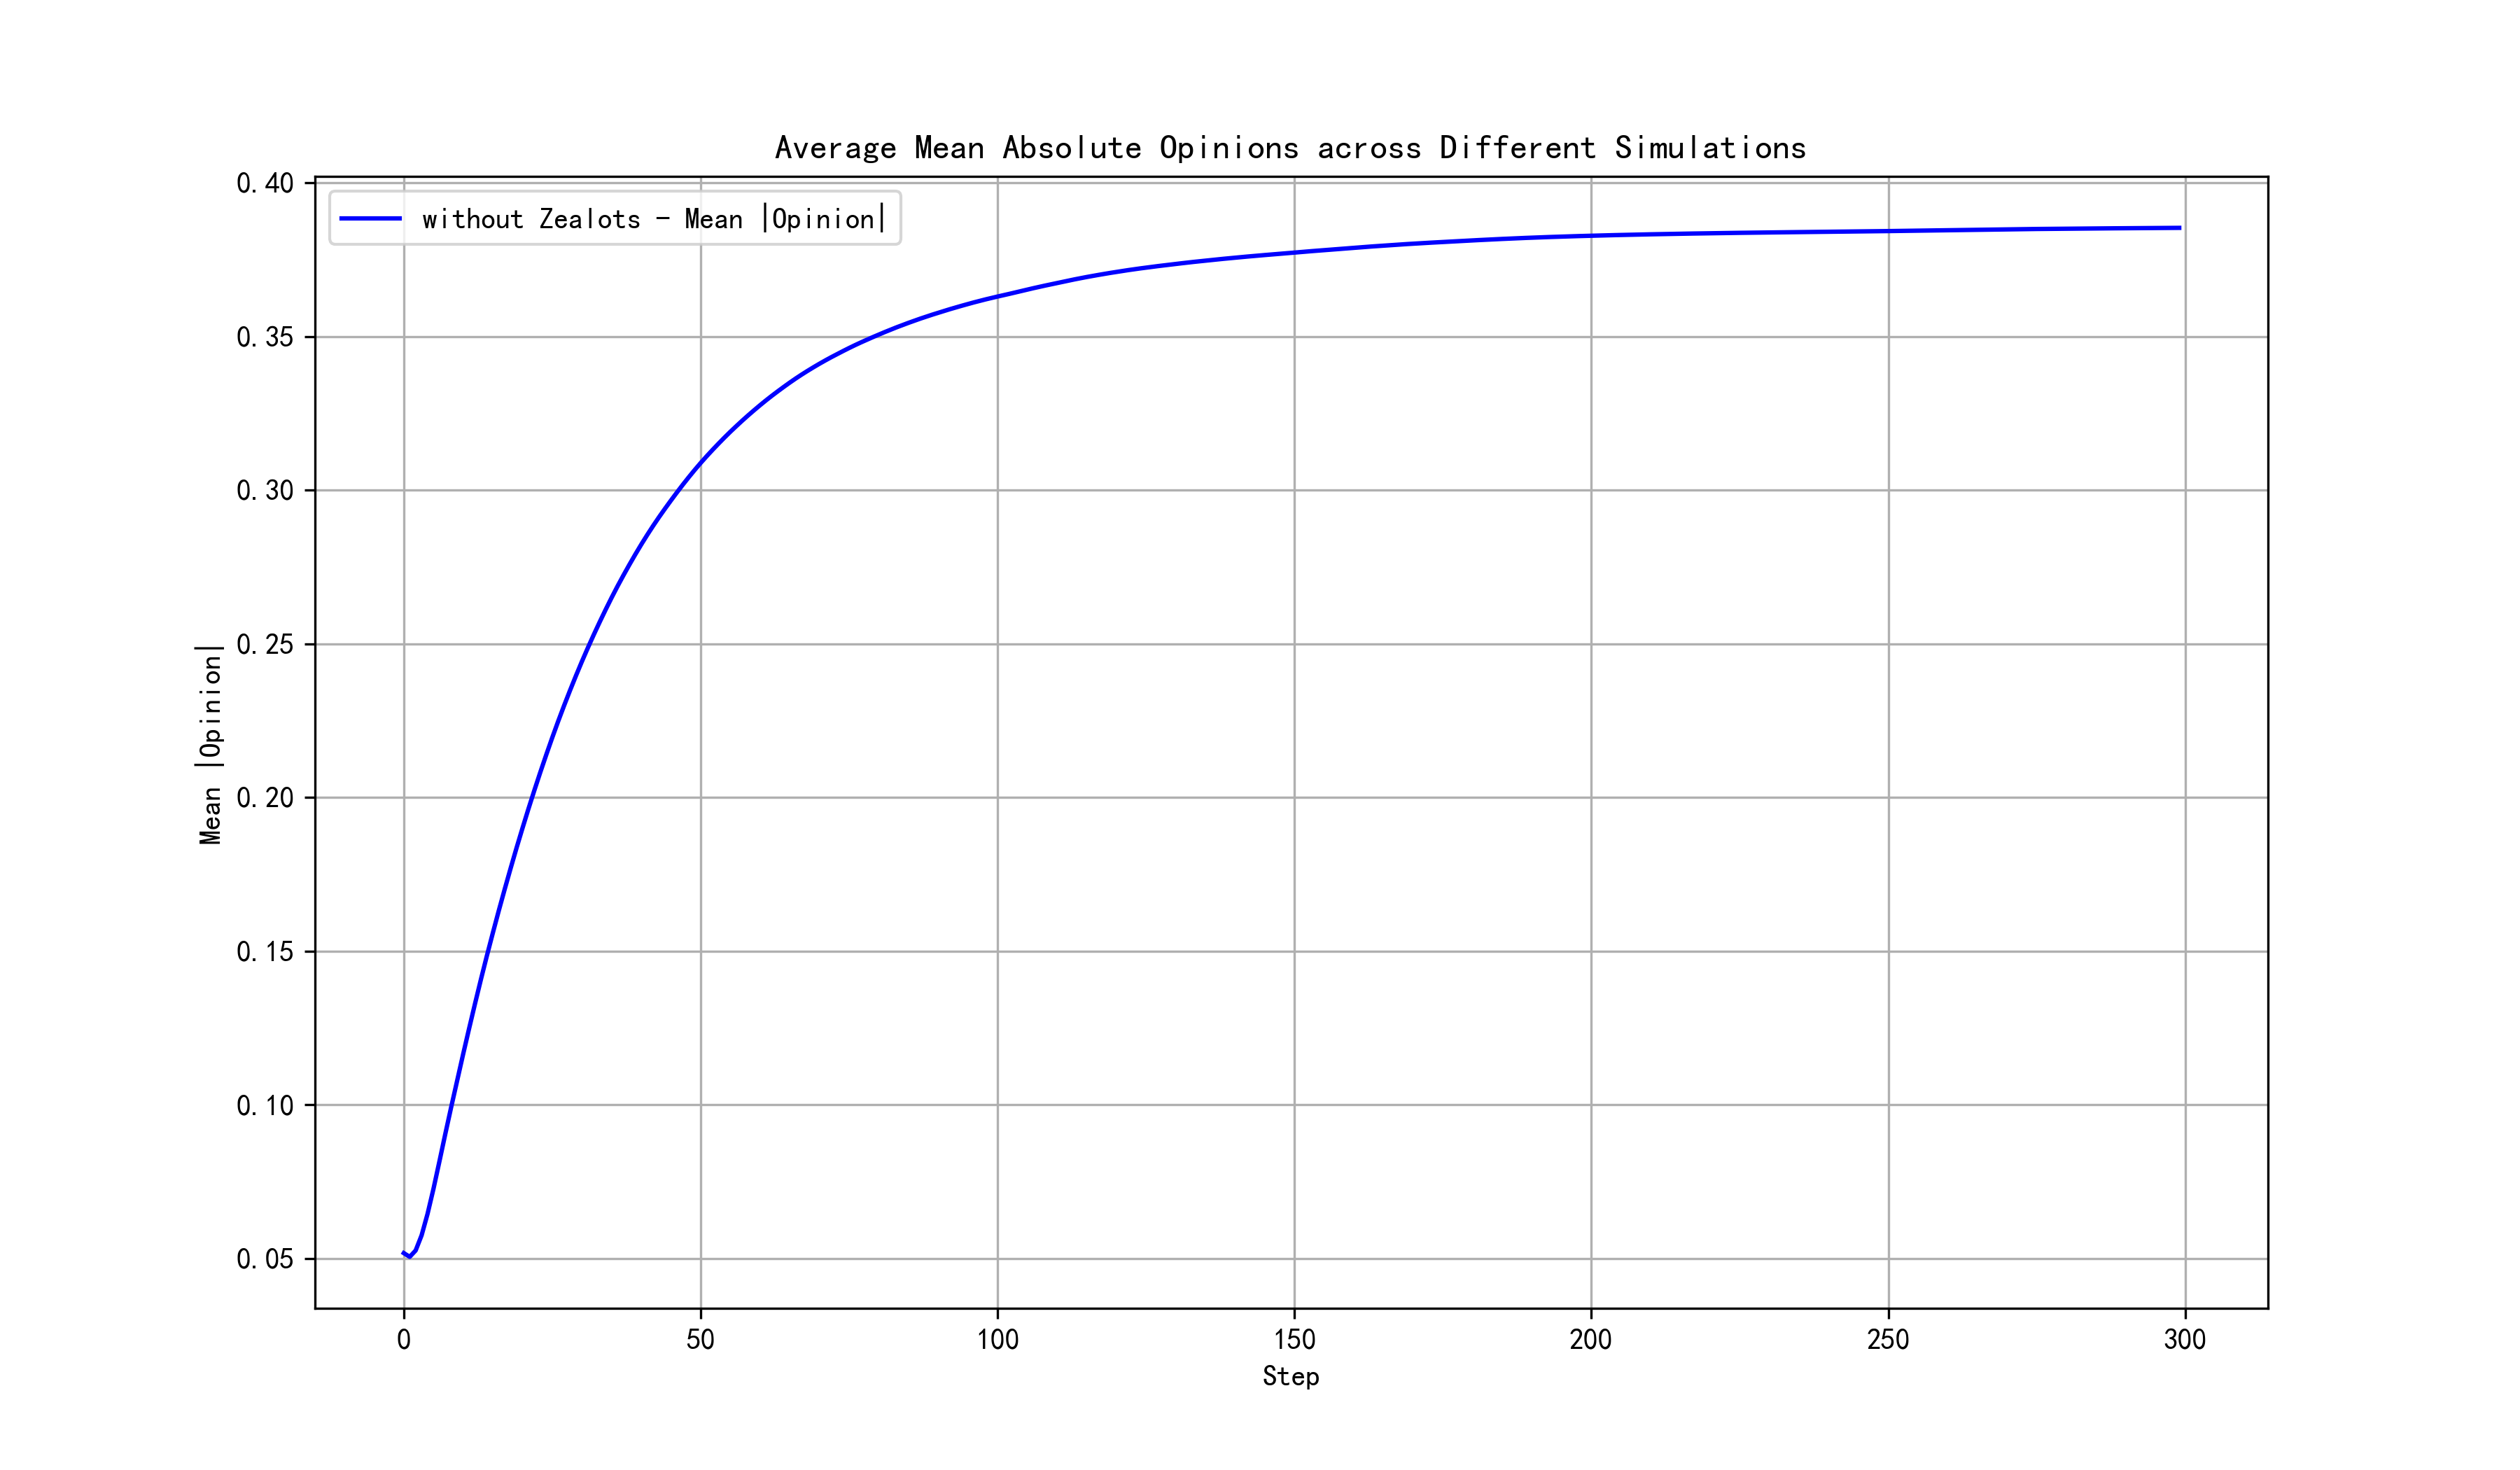 Average Mean Absolute Opinions across Different Simulations
without Zealots - Mean |Opinion|
Mean |Opinion|
0.40
0.35
0.30
0.25
0.20
0.15
0.10
0.05
0 50 100 150 200 250 300
Step